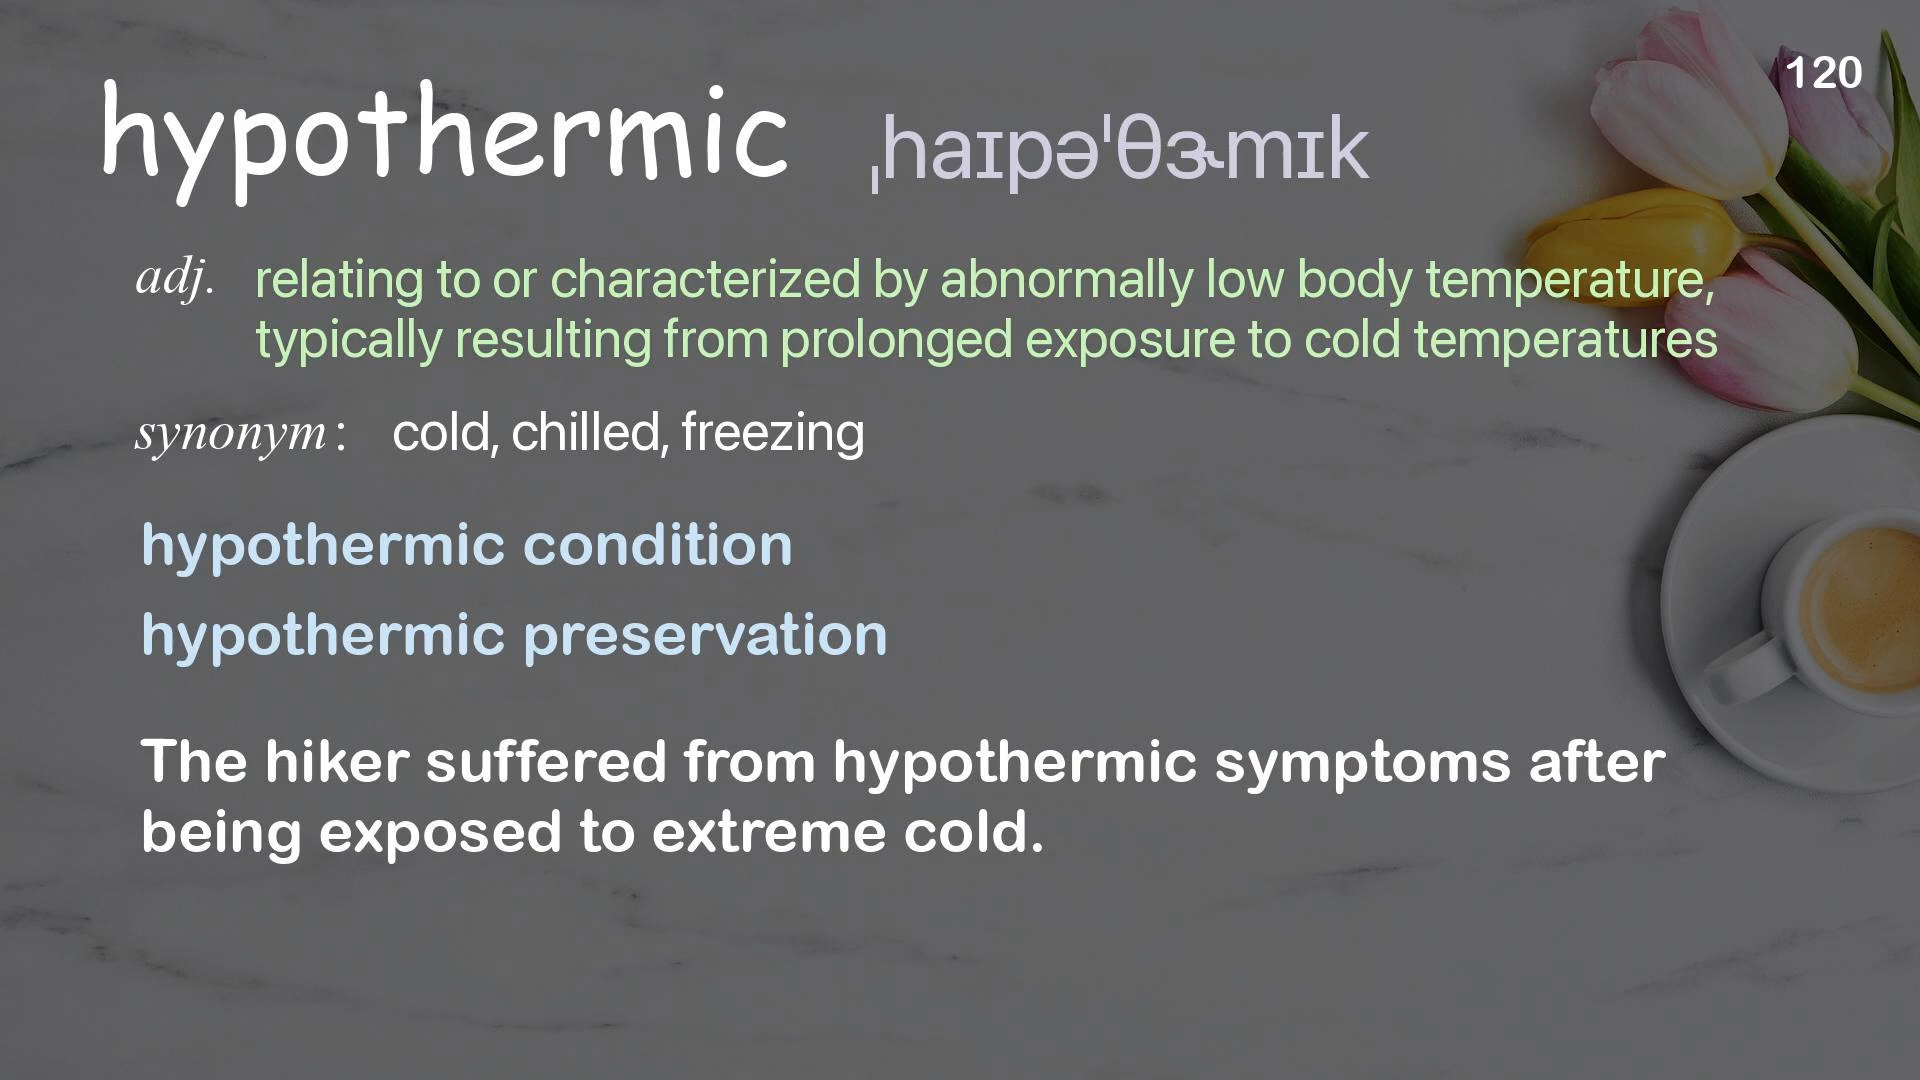 120
hypothermic ˌhaɪpəˈθɝmɪk
adj. relating to or characterized by abnormally low body temperature,
typically resulting from prolonged exposure to cold temperatures
synonym: cold, chilled, freezing
hypothermic condition
hypothermic preservation
The hiker suffered from hypothermic symptoms after
being exposed to extreme cold.